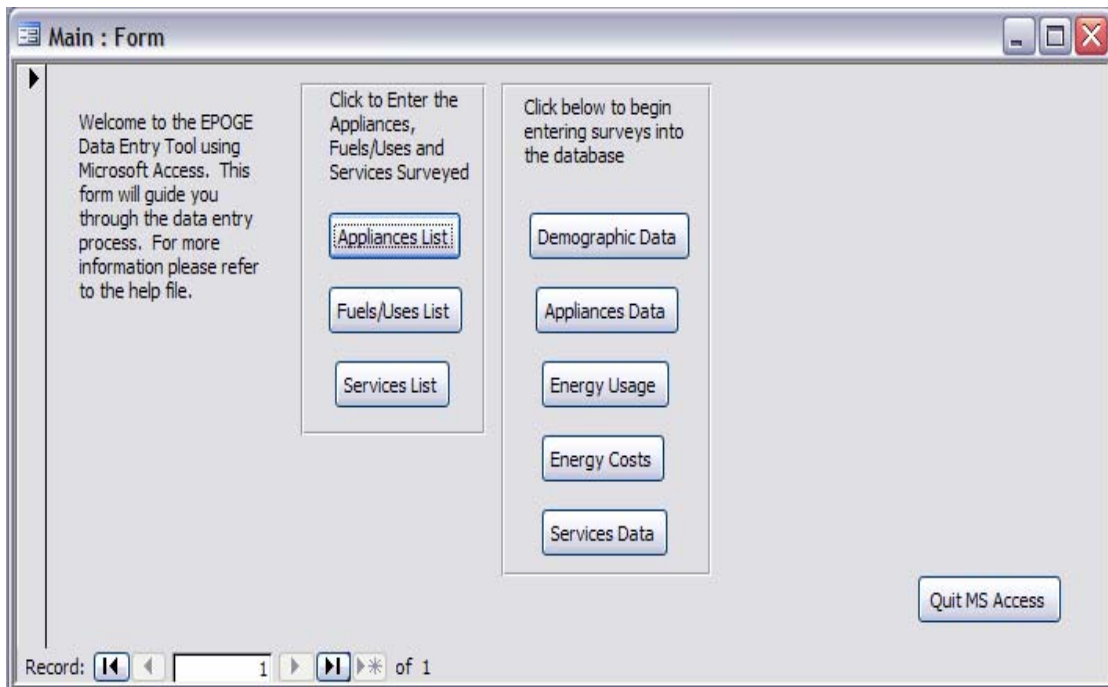 Main : Form
Welcome to the EPOGE
Data Entry Tool using
Microsoft Access. This
form will guide you
through the data entry
process. For more
information please refer
to the help file.
Click to Enter the
Appliances,
Fuels/Uses and
Services Surveyed
Appliances List
Fuels/Uses List
Services List
Click below to begin
entering surveys into
the database
Demographic Data
Appliances Data
Energy Usage
Energy Costs
Services Data
Quit MS Access
Record: 1 of 1